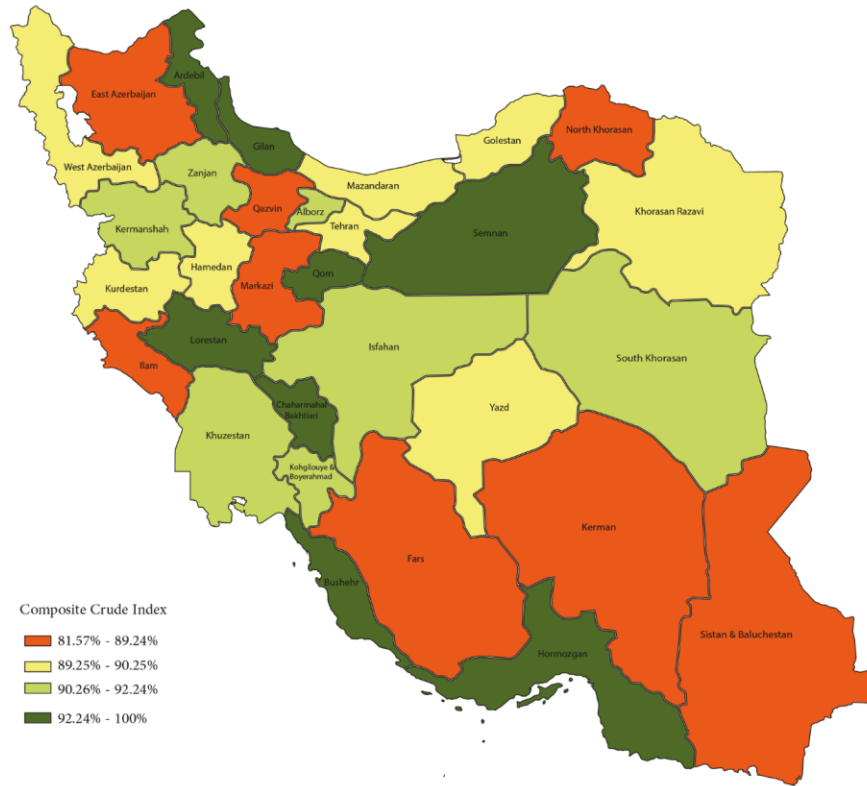 Ardebil
East Azerbaijan
North Khorasan
Golestan
Gilan
West Azerbaijan
Zanjan
Mazandaran
Qazvin
Alborz
Khorasan Razavi
Tehran
Kermanshah
Semnan
Hamedan
Qom
Kurdestan
Markazi
Lorestan
Isfahan
South Khorasan
Ilam
Chaharmahal
Bakhtiari
Yazd
Khuzestan
Kohgilouye &
Boyerahmad
Kerman
Fars
Bushehr
Sistan & Baluchestan
Hormozgan
Composite Crude Index
81.57% - 89.24%
89.25% - 90.25%
90.26% - 92.24%
92.24% - 100%